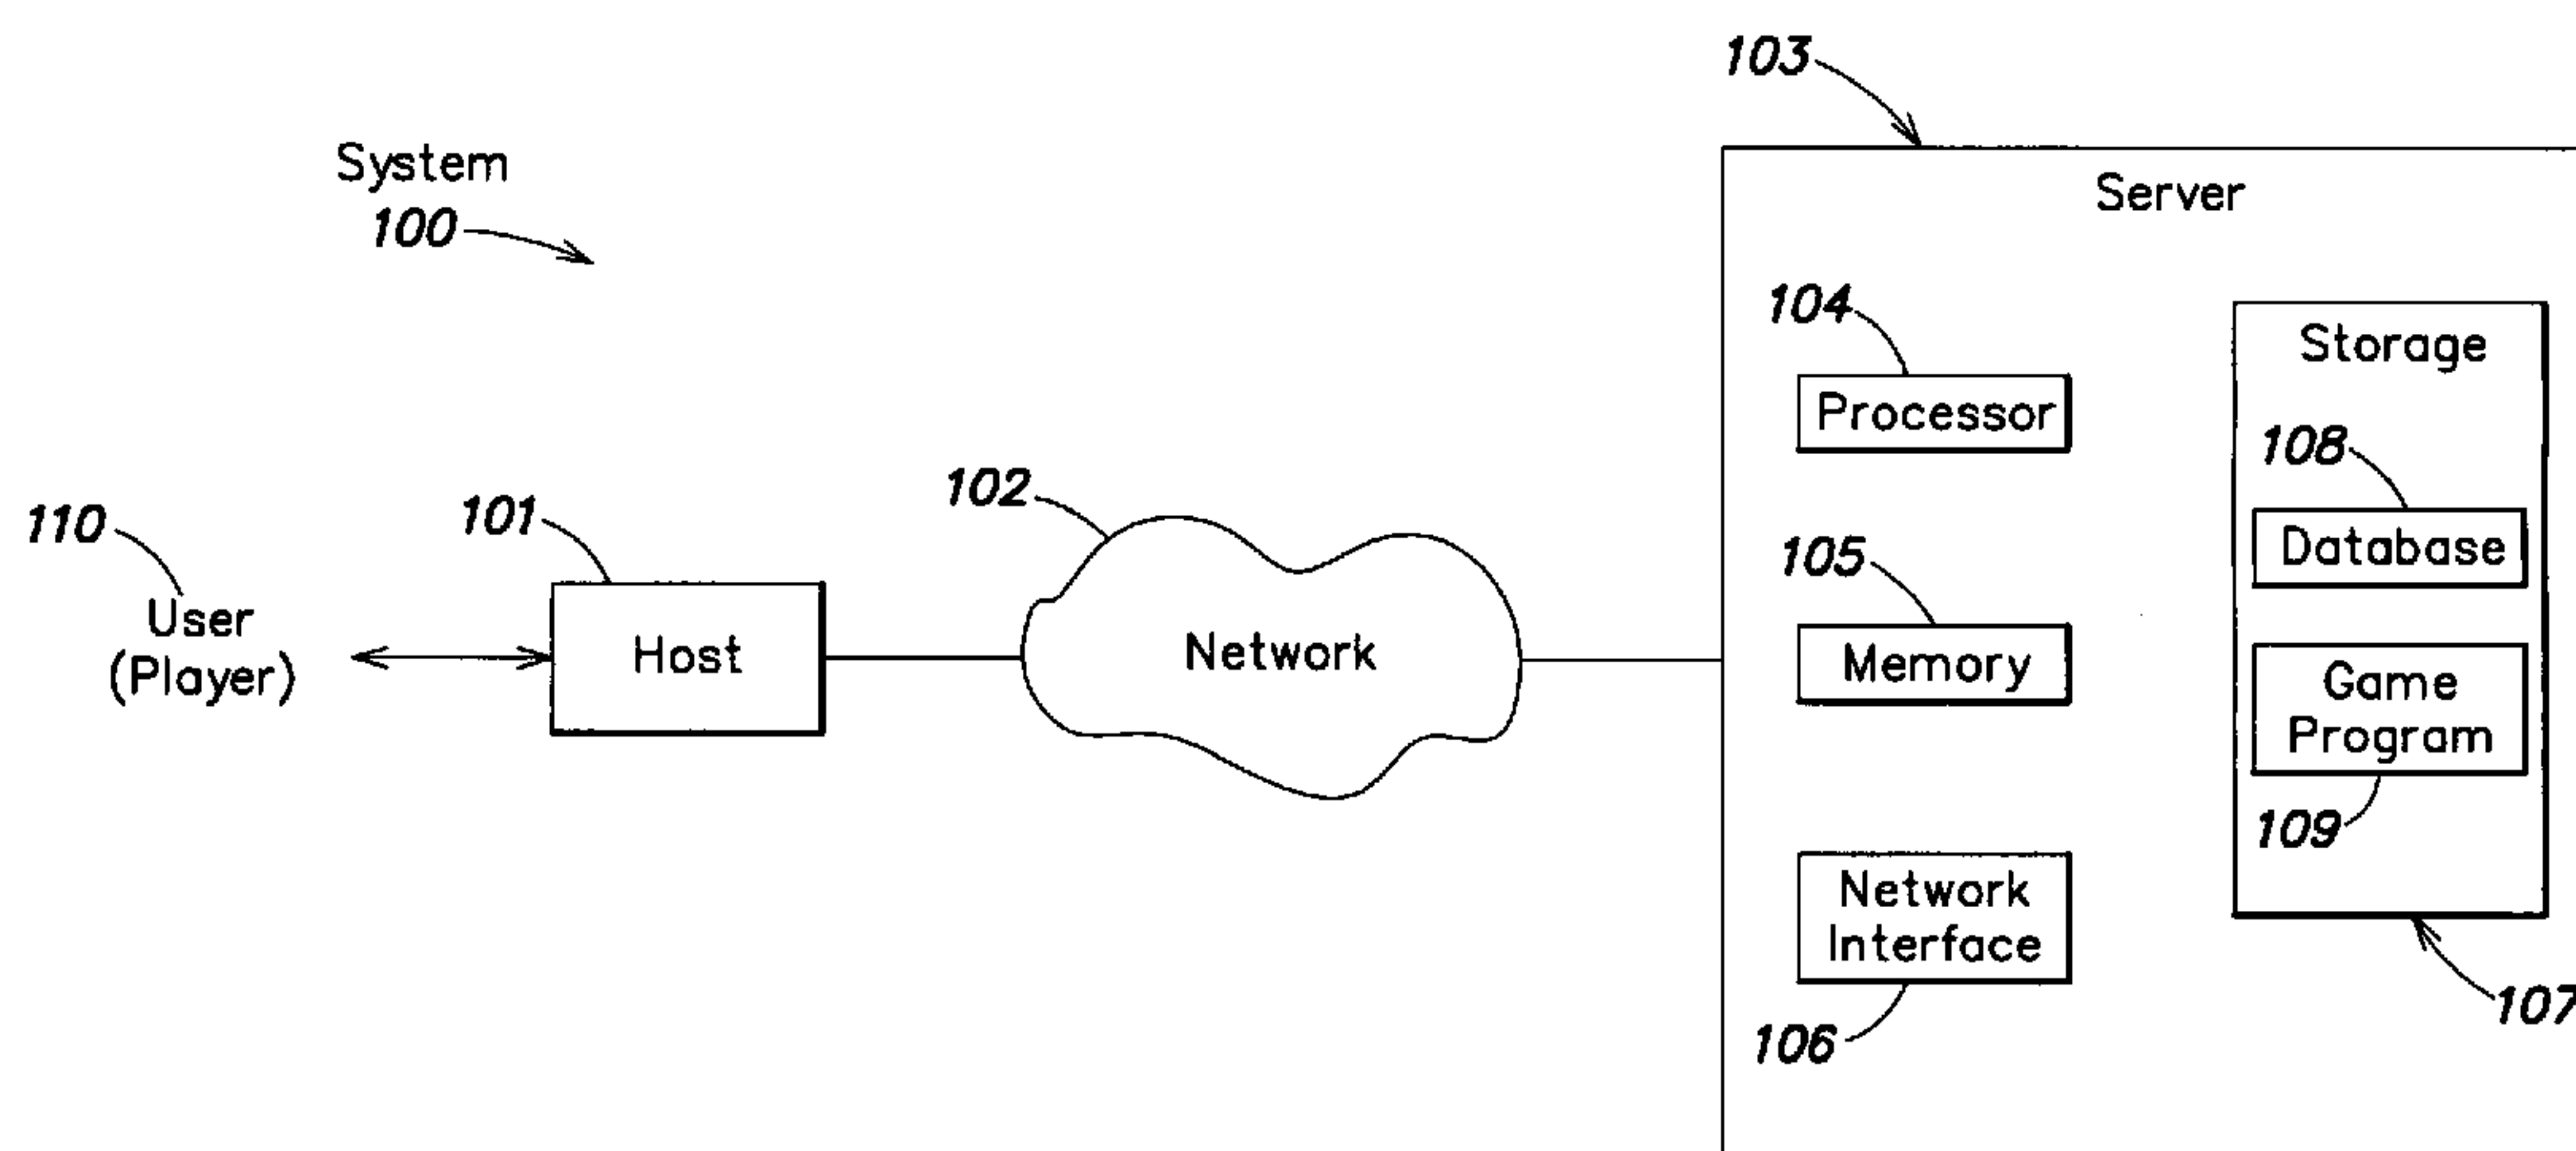 103
System
100
Server
104
Storage
Processor
108
102
101
110
Database
105
User
(Player)
Host
Network
Memory
Game
Program
109
Network
Interface
107
106